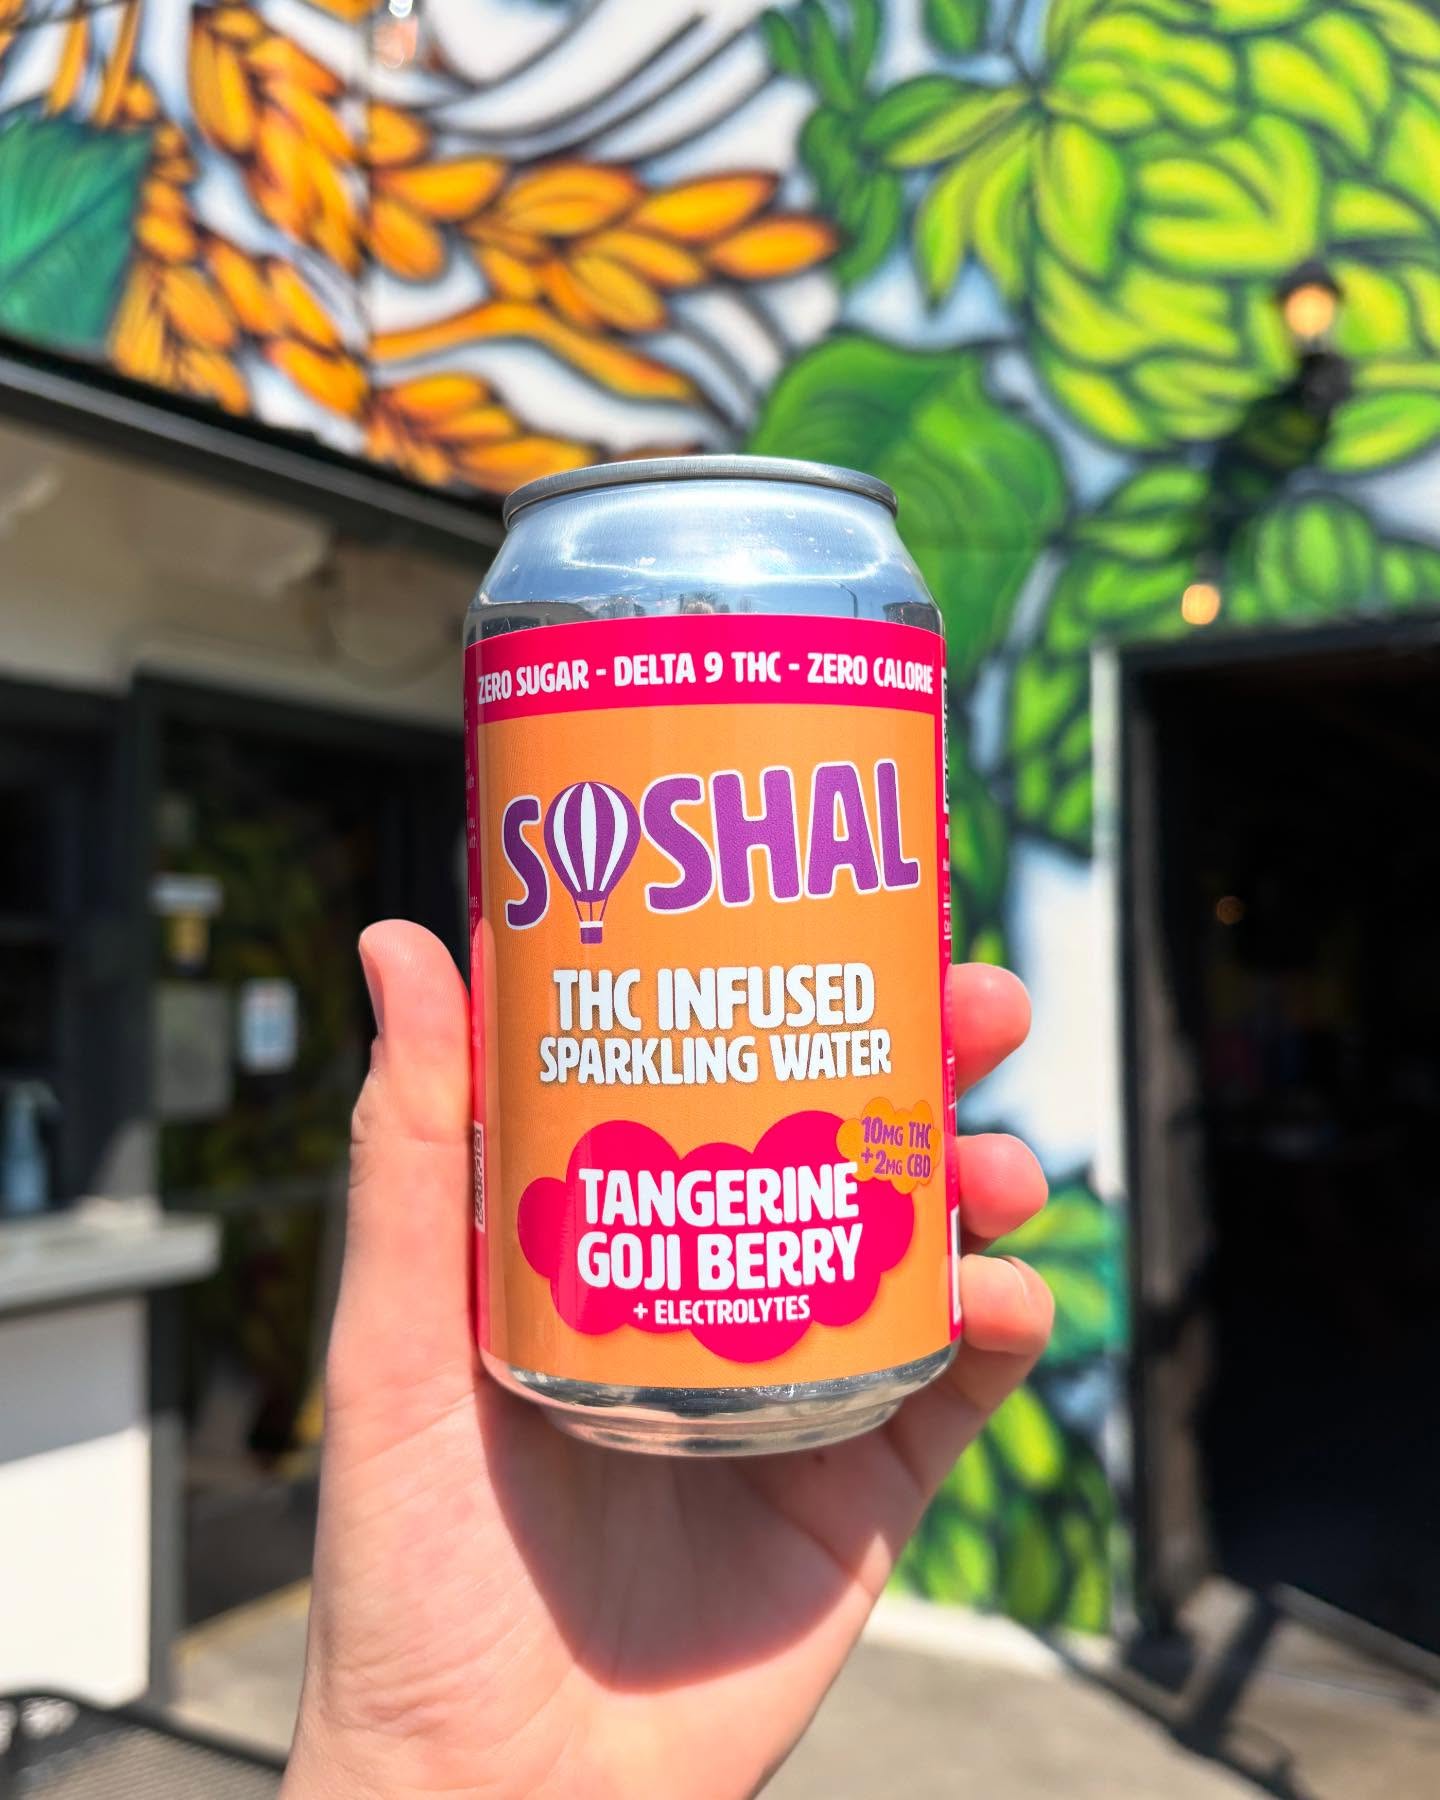 ZERO SUGAR - DELTA 9 THC - ZERO CALORIE
SOSHAL
THC INFUSED
SPARKLING WATER
10MG THC
+2MG CBD
TANGERINE
GOJI BERRY
+ ELECTROLYTES